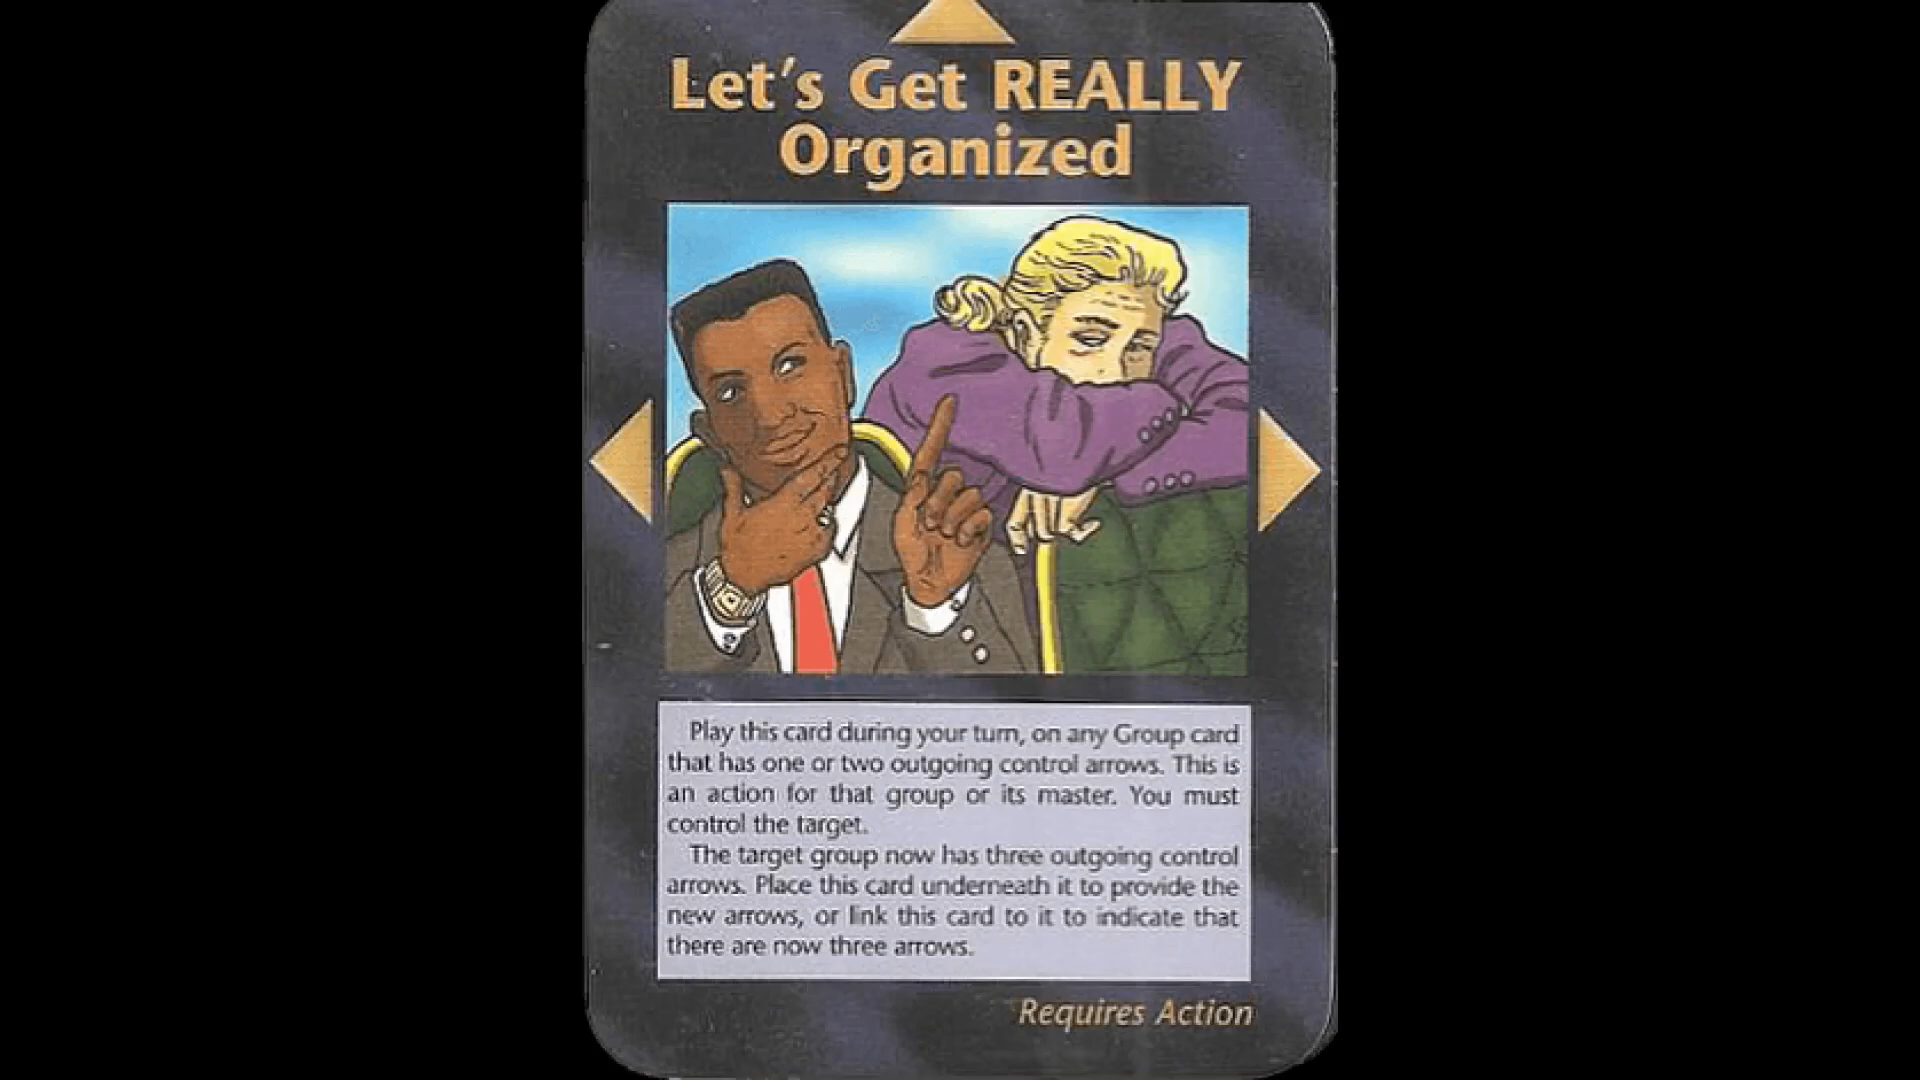 Let's Get REALLY
Organized
Play this card during your turn, on any Group card
that has one or two outgoing control arrows. This is
an action for that group or its master. You must
control the target.
The target group now has three outgoing control
arrows. Place this card underneath it to provide the
new arrows, or link this card to it to indicate that
there are now three arrows.
Requires Action